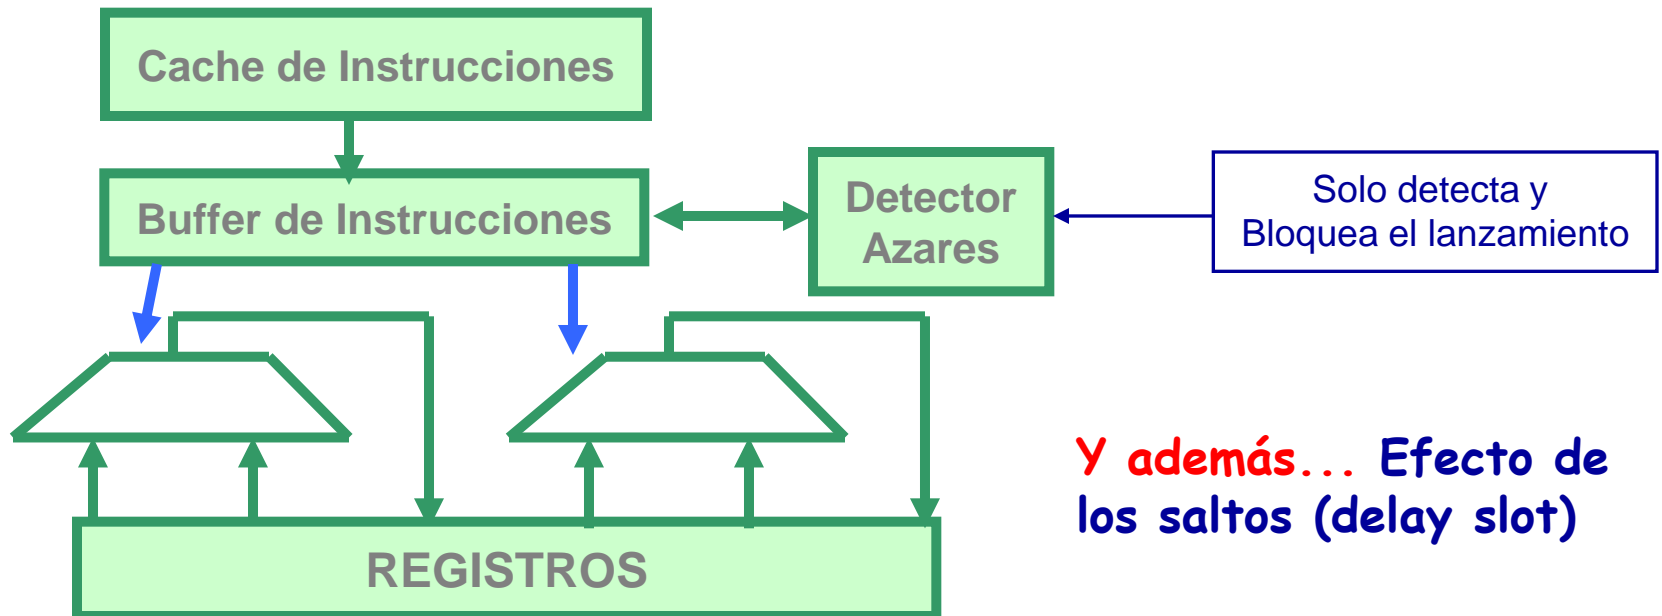 Cache de Instrucciones
Buffer de Instrucciones
Detector
Azares
Solo detecta y
Bloquea el lanzamiento
Y además... Efecto de
los saltos (delay slot)
REGISTROS